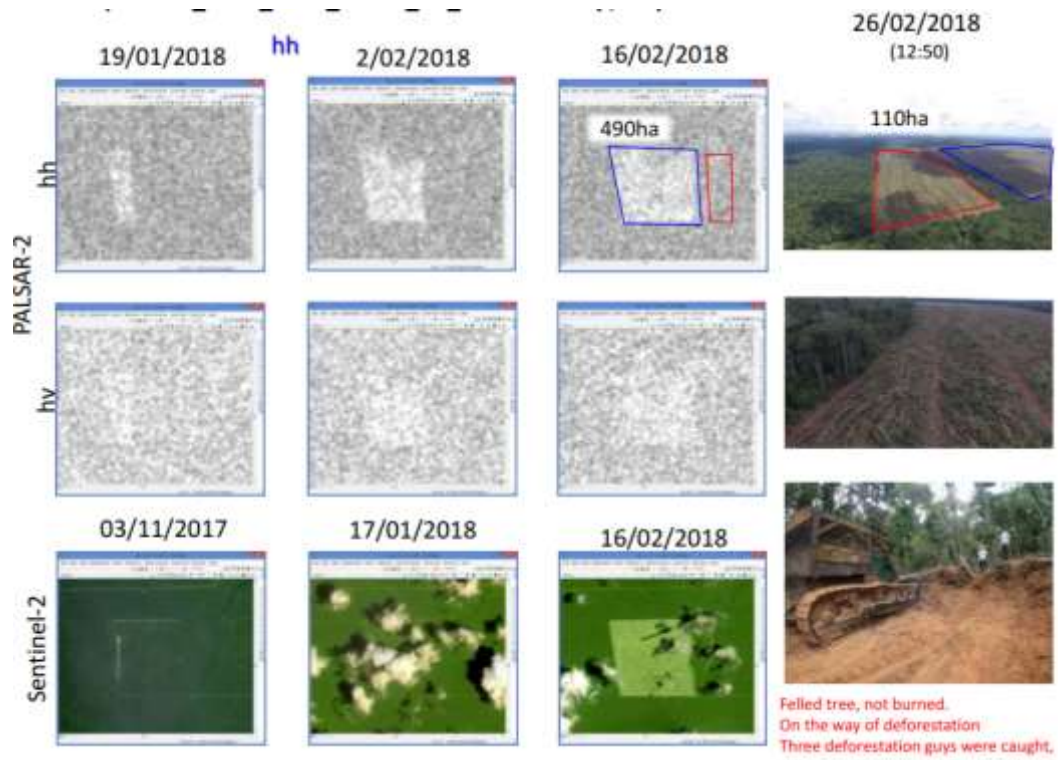 19/01/2018
hh
2/02/2018
16/02/2018
26/02/2018
(12:50)
PALSAR-2
hh
490ha
110ha
hv
03/11/2017
17/01/2018
16/02/2018
Sentinel-2
Felled tree, not burned.
On the way of deforestation
Three deforestation guys were caught,